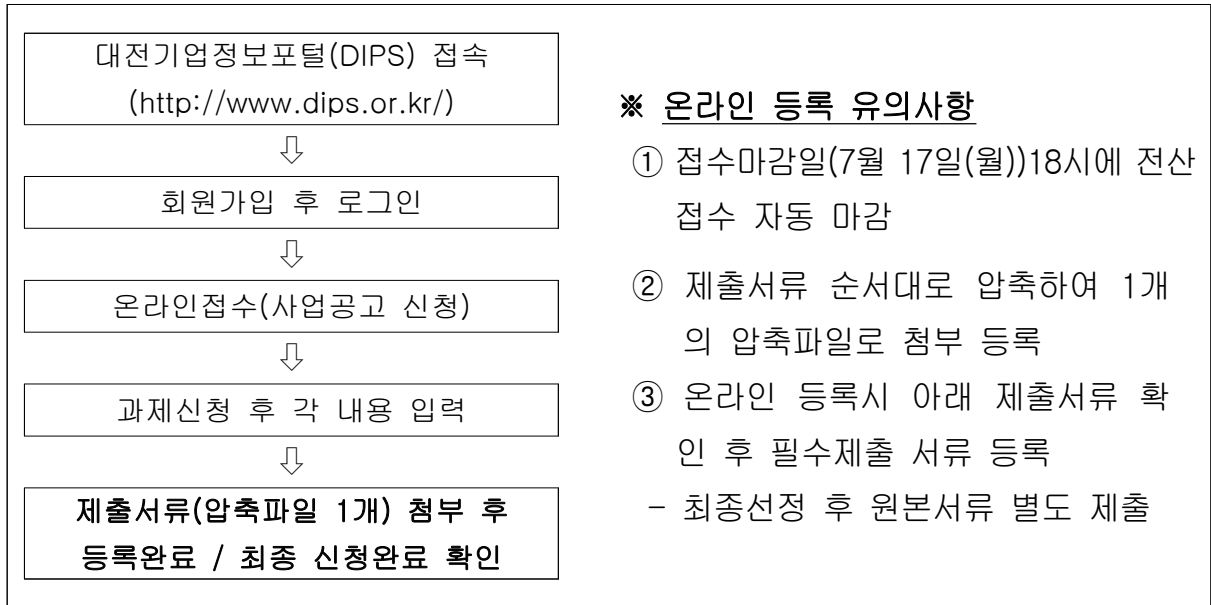 대전기업정보포털(DIPS) 접속
(http://www.dips.or.kr/)
⇩
회원가입 후 로그인
⇩
온라인접수(사업공고 신청)
⇩
과제신청 후 각 내용 입력
⇩
제출서류(압축파일 1개) 첨부 후
등록완료 / 최종 신청완료 확인
※ 온라인 등록 유의사항
① 접수마감일(7월 17일(월))18시에 전산
접수 자동 마감
② 제출서류 순서대로 압축하여 1개
의 압축파일로 첨부 등록
③ 온라인 등록시 아래 제출서류 확
인 후 필수제출 서류 등록
- 최종선정 후 원본서류 별도 제출